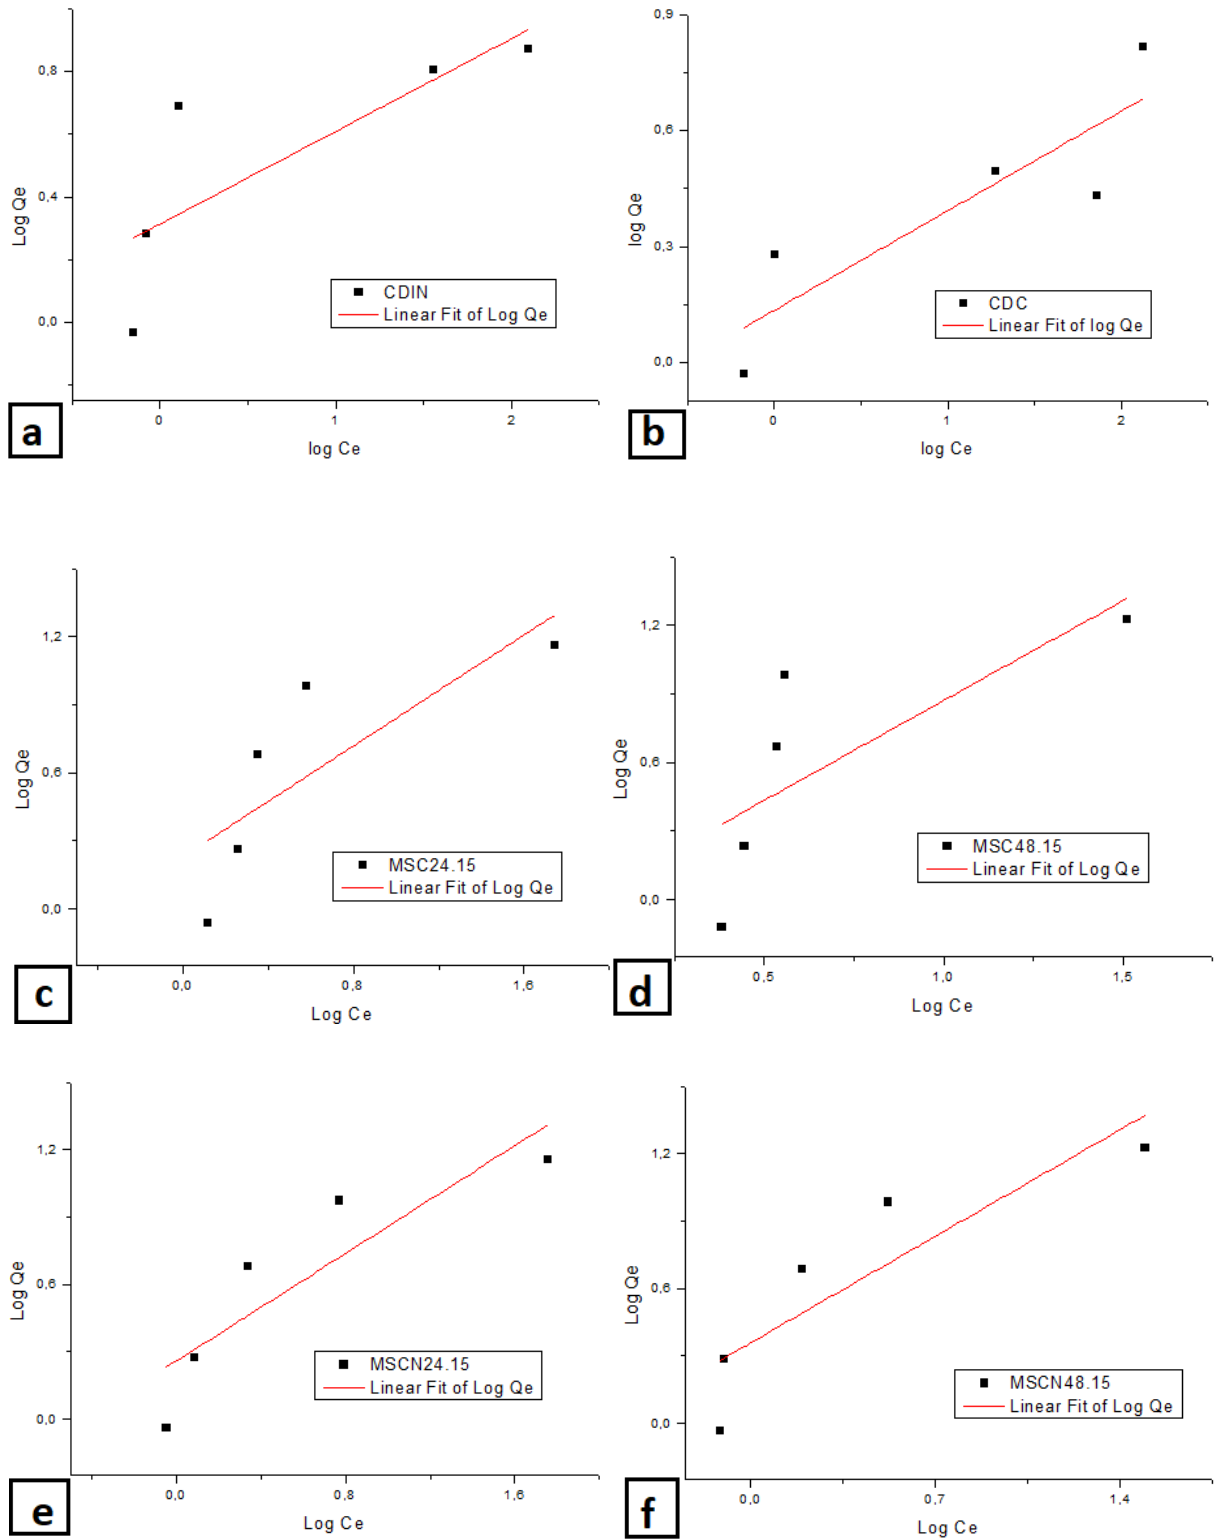 0,8
0,4
0,0
Log Qe
CDIN
Linear Fit of Log Qe
0
1
2
log Ce
a
0,9
0,6
0,3
0,0
log Qe
CDC
Linear Fit of log Qe
0
1
2
log Ce
b
1,2
0,6
0,0
Log Qe
MSC24.15
Linear Fit of Log Qe
0,0
0,8
1,6
Log Ce
c
1,2
0,6
0,0
Log Qe
MSC48.15
Linear Fit of Log Qe
0,5
1,0
1,5
Log Ce
d
1,2
0,6
0,0
Log Qe
MSCN24.15
Linear Fit of Log Qe
0,0
0,8
1,6
Log Ce
e
1,2
0,6
0,0
Log Qe
MSCN48.15
Linear Fit of Log Qe
0,0
0,7
1,4
Log Ce
f